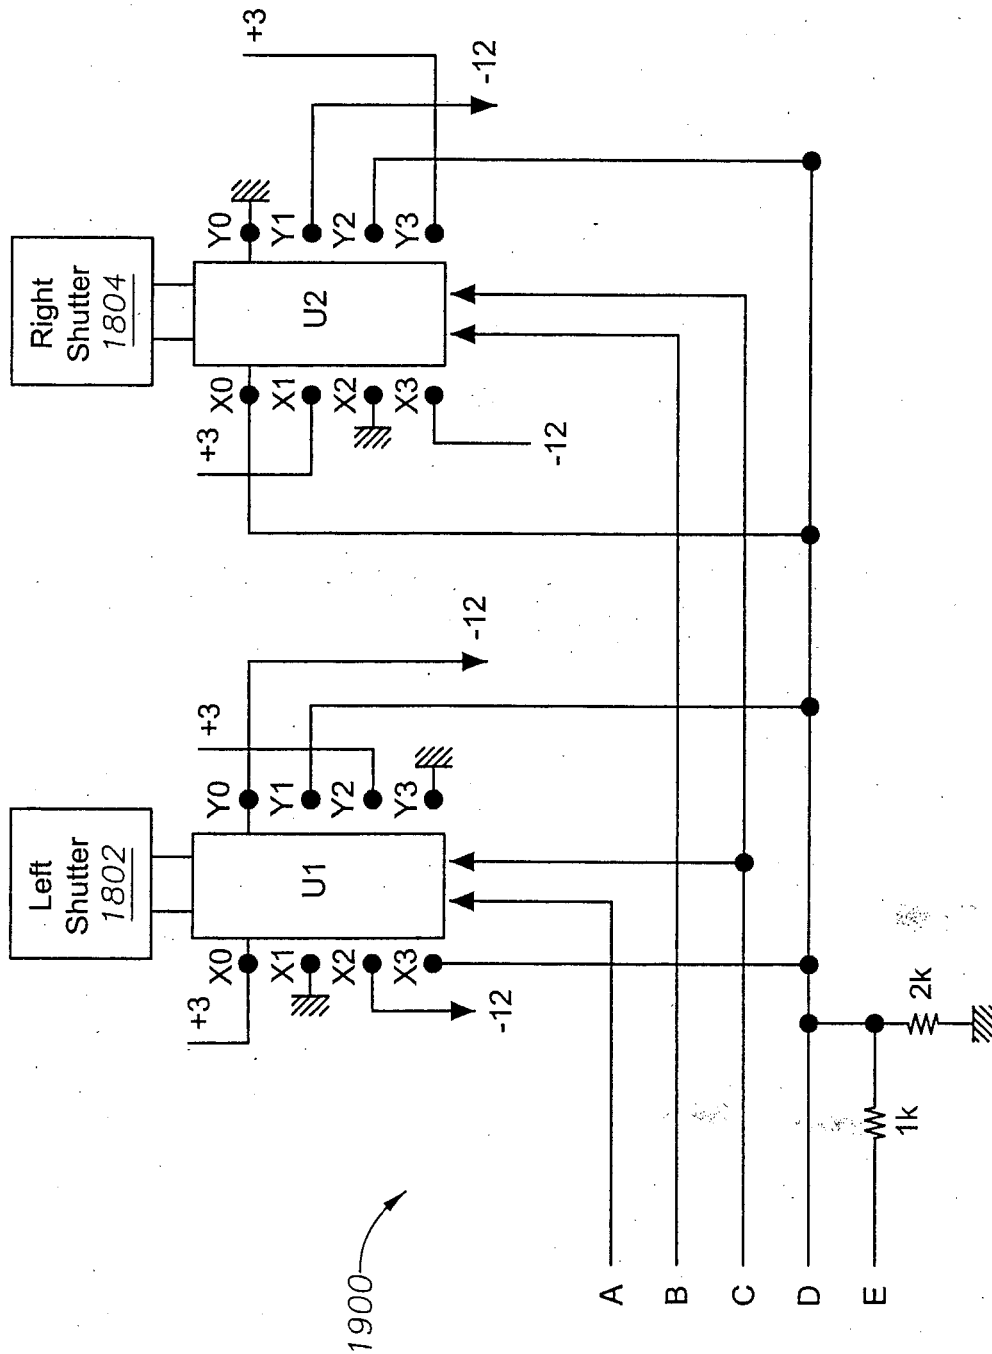 Left
Shutter
1802
Right
Shutter
1804
+3
X0
X1
X2
X3
-12
U1
Y0
Y1
Y2
Y3
+3
-12
+3
X0
X1
X2
X3
-12
U2
Y0
Y1
Y2
Y3
-12
+3
1900
A
B
C
D
E
1k
2k